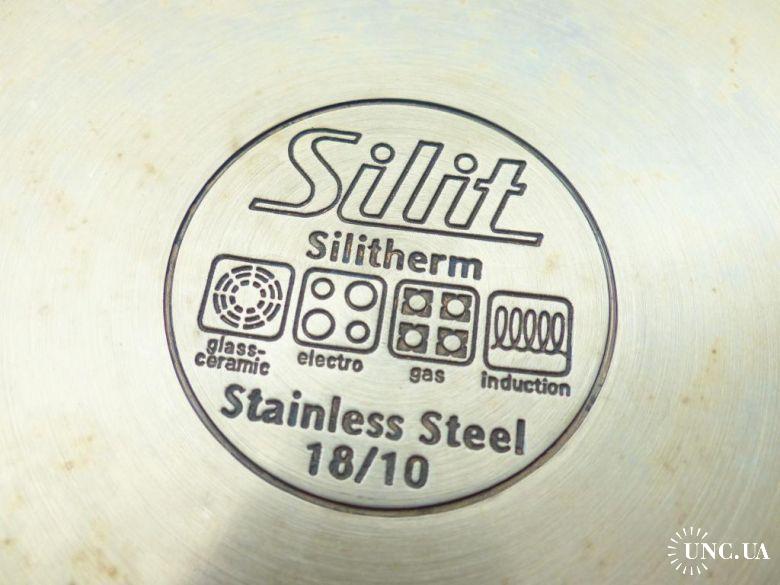 Silit
Silitherm
glass-
ceramic
electro
gas
induction
Stainless Steel
18/10
UNC.UA